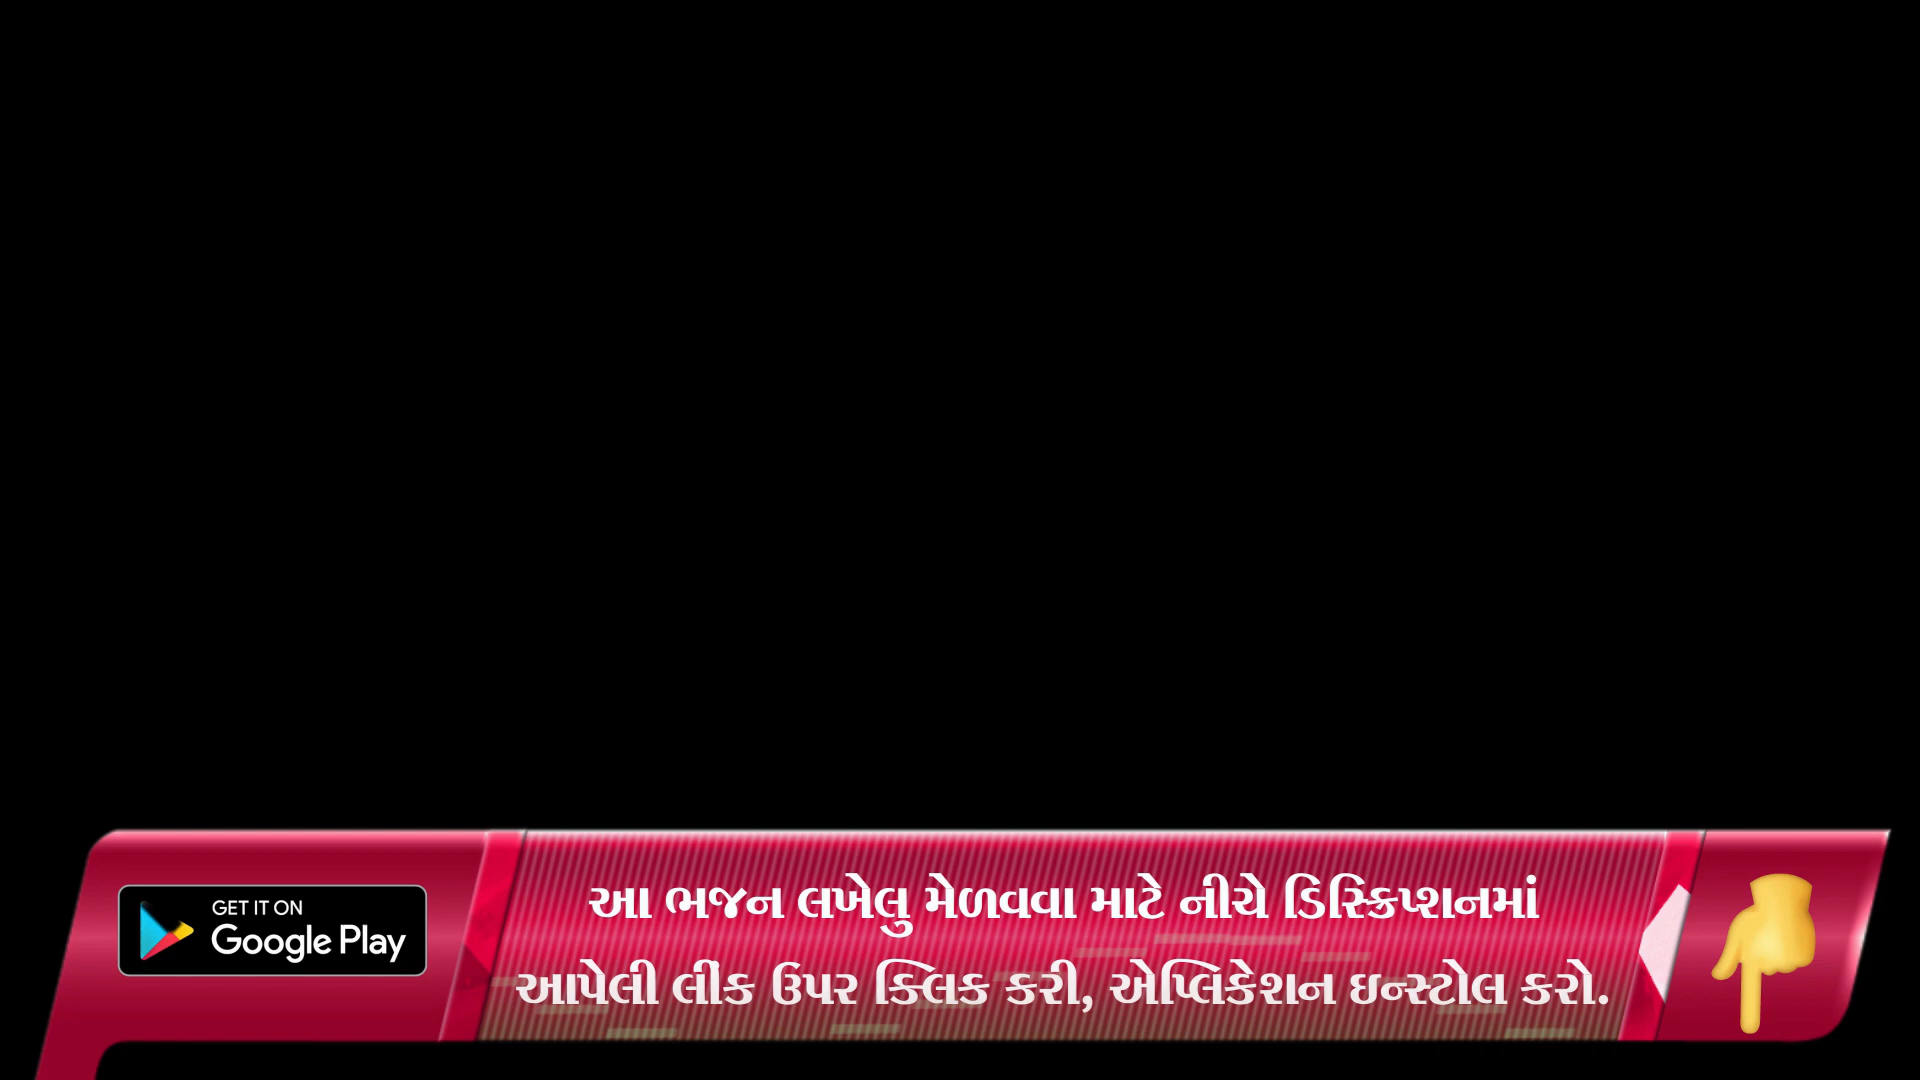 GET IT ON
Google Play
આ ભજન લખેલુ મેળવવા માટે નીચે ડિસ્ક્રિપ્શનમાં
આપેલી લીંક ઉપર ક્લિક કરી, એપ્લિકેશન ઇન્સ્ટોલ કરો.